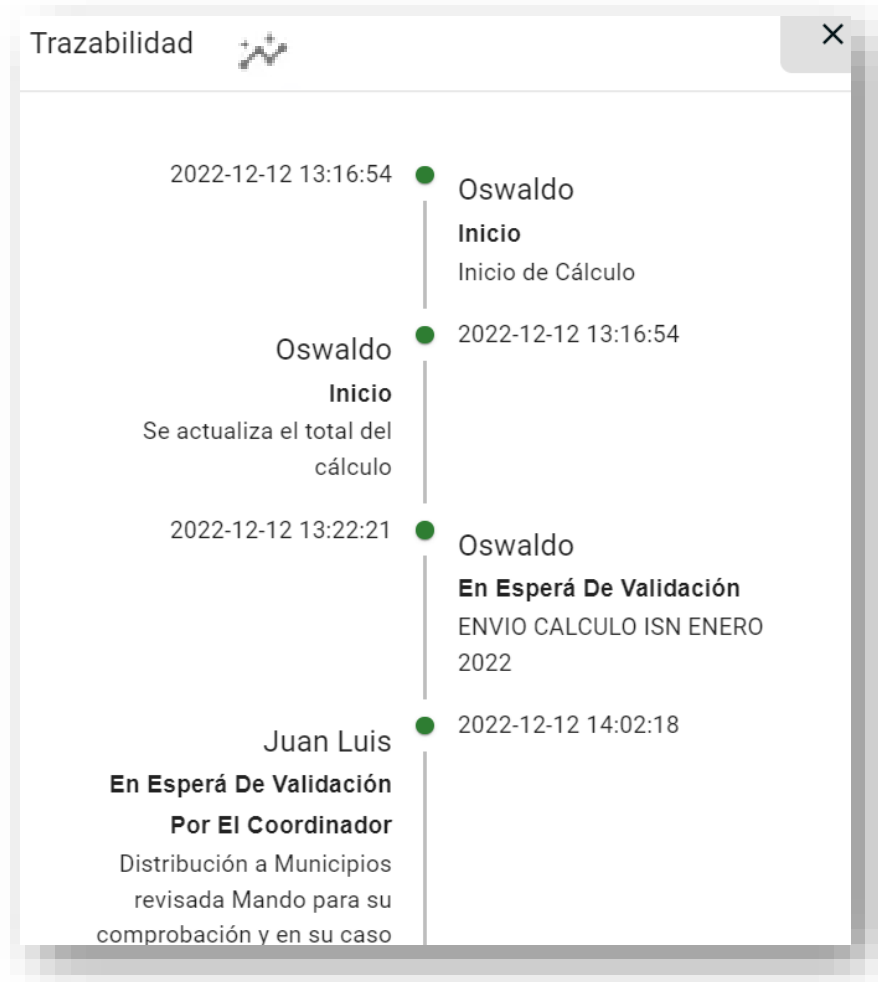 Trazabilidad
2022-12-12 13:16:54
Oswaldo
Inicio
Inicio de Cálculo
2022-12-12 13:16:54
Oswaldo
Inicio
Se actualiza el total del
cálculo
2022-12-12 13:22:21
Oswaldo
En Esperá De Validación
ENVIO CALCULO ISN ENERO
2022
2022-12-12 14:02:18
Juan Luis
En Esperá De Validación
Por El Coordinador
Distribución a Municipios
revisada Mando para su
comprobación y en su caso